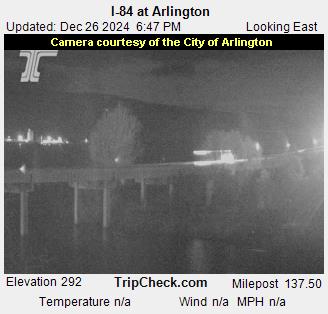 I-84 at Arlington
Updated: Dec 26 2024 6:47 PM Looking East
Camera courtesy of the City of Arlington
Elevation 292 TripCheck.com Milepost 137.50
Temperature n/a Wind n/a MPH n/a